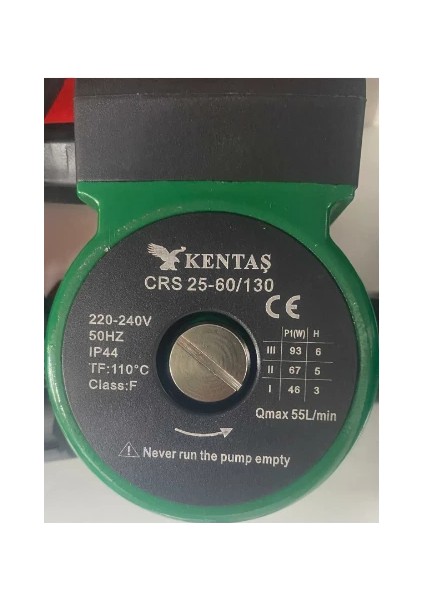 KENTAŞ
CRS 25-60/130
CE
220-240V
50HZ
IP44
TF:110°C
Class:F
P1(W) H
III 93 6
II 67 5
I 46 3
Qmax 55L/min
Never run the pump empty